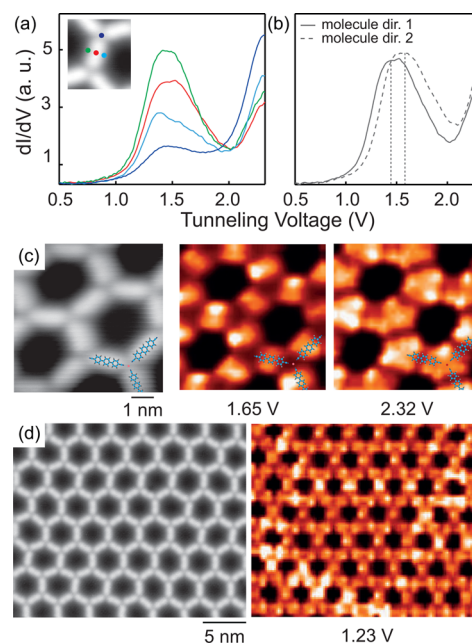 (a)
(b)
molecule dir. 1
molecule dir. 2
dI/dV (a. u.)
5
3
1
0.5 1.0 1.5 2.0
0.5 1.0 1.5 2.0
Tunneling Voltage (V)
(c)
1 nm
1.65 V
2.32 V
(d)
5 nm
1.23 V